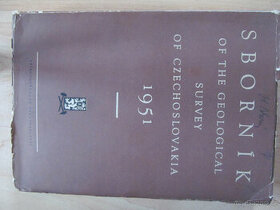 SBORNÍK
OF THE GEOLOGICAL
SURVEY
OF CZECHOSLOVAKIA
1951